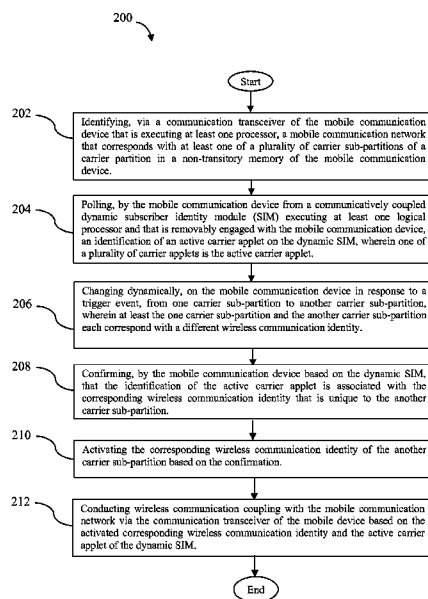 200
Start
202
Identifying, via a communication transceiver of the mobile communication
device that is executing at least one processor, a mobile communication network
that corresponds with at least one of a plurality of carrier sub-partitions of
a carrier partition in a non-transitory memory of the mobile communication
device.
204
Polling, by the mobile communication device from a communicatively coupled
dynamic subscriber identity module (SIM) executing at least one logical
processor and that is removably engaged with the mobile communication device,
an identification of an active carrier applet on the dynamic SIM, wherein one of
a plurality of carrier applets is the active carrier applet.
206
Changing dynamically, on the mobile communication device in response to a
trigger event, from one carrier sub-partition to another carrier sub-partition,
wherein at least the one carrier sub-partition and the another carrier sub-partition
each correspond with a different wireless communication identity.
208
Confirming, by the mobile communication device based on the dynamic SIM,
that the identification of the active carrier applet is associated with the
corresponding wireless communication identity that is unique to the another
carrier sub-partition.
210
Activating the corresponding wireless communication identity of the another
carrier sub-partition based on the confirmation.
212
Conducting wireless communication coupling with the mobile communication
network via the communication transceiver of the mobile device based on the
activated corresponding wireless communication identity and the active carrier
applet of the dynamic SIM.
End